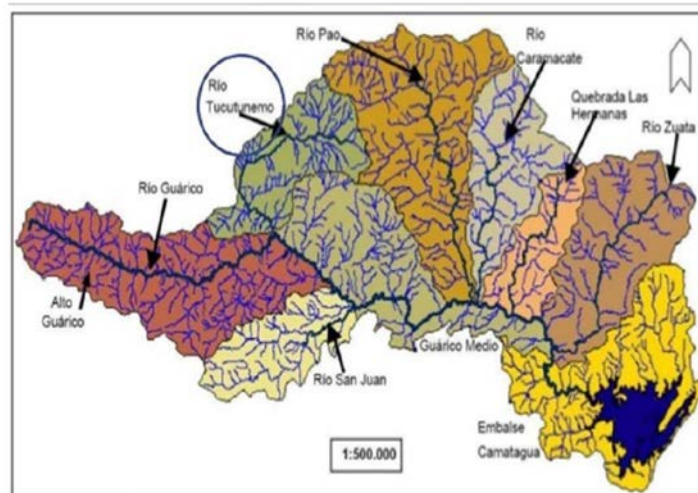 Río Pao
Río
Caramacate
Río
Tucutunemo
Quebrada Las
Hermanas
Río Zuata
Río Guárico
Alto
Guárico
Guárico Medio
Río San Juan
Embalse
Camatagua
1:500.000